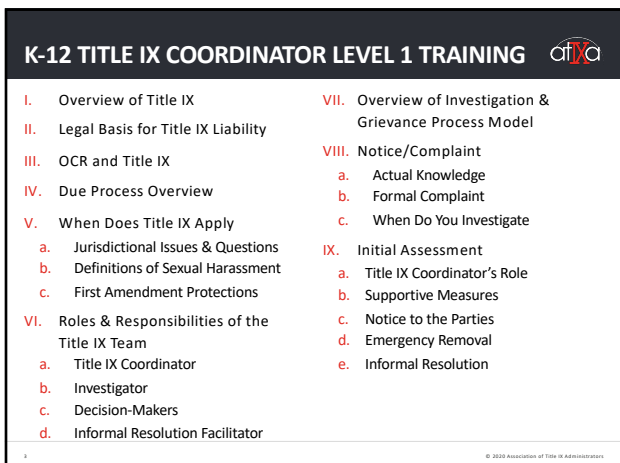 K-12 TITLE IX COORDINATOR LEVEL 1 TRAINING
atIXa
I. Overview of Title IX
II. Legal Basis for Title IX Liability
III. OCR and Title IX
IV. Due Process Overview
V. When Does Title IX Apply
a. Jurisdictional Issues & Questions
b. Definitions of Sexual Harassment
c. First Amendment Protections
VI. Roles & Responsibilities of the
Title IX Team
a. Title IX Coordinator
b. Investigator
c. Decision-Makers
d. Informal Resolution Facilitator
VII. Overview of Investigation &
Grievance Process Model
VIII. Notice/Complaint
a. Actual Knowledge
b. Formal Complaint
c. When Do You Investigate
IX. Initial Assessment
a. Title IX Coordinator’s Role
b. Supportive Measures
c. Notice to the Parties
d. Emergency Removal
e. Informal Resolution
3
© 2020 Association of Title IX Administrators